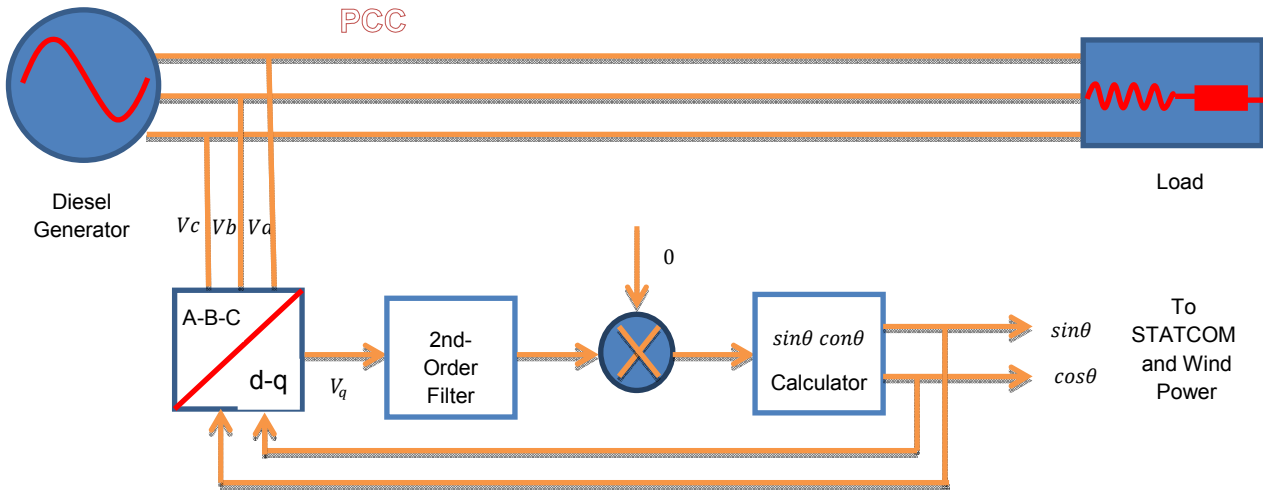 PCC
Diesel
Generator
Load
Vc
Vb
Va
0
A-B-C
d-q
V_q
2nd-
Order
Filter
sinθ conθ
Calculator
sinθ
cosθ
To
STATCOM
and Wind
Power